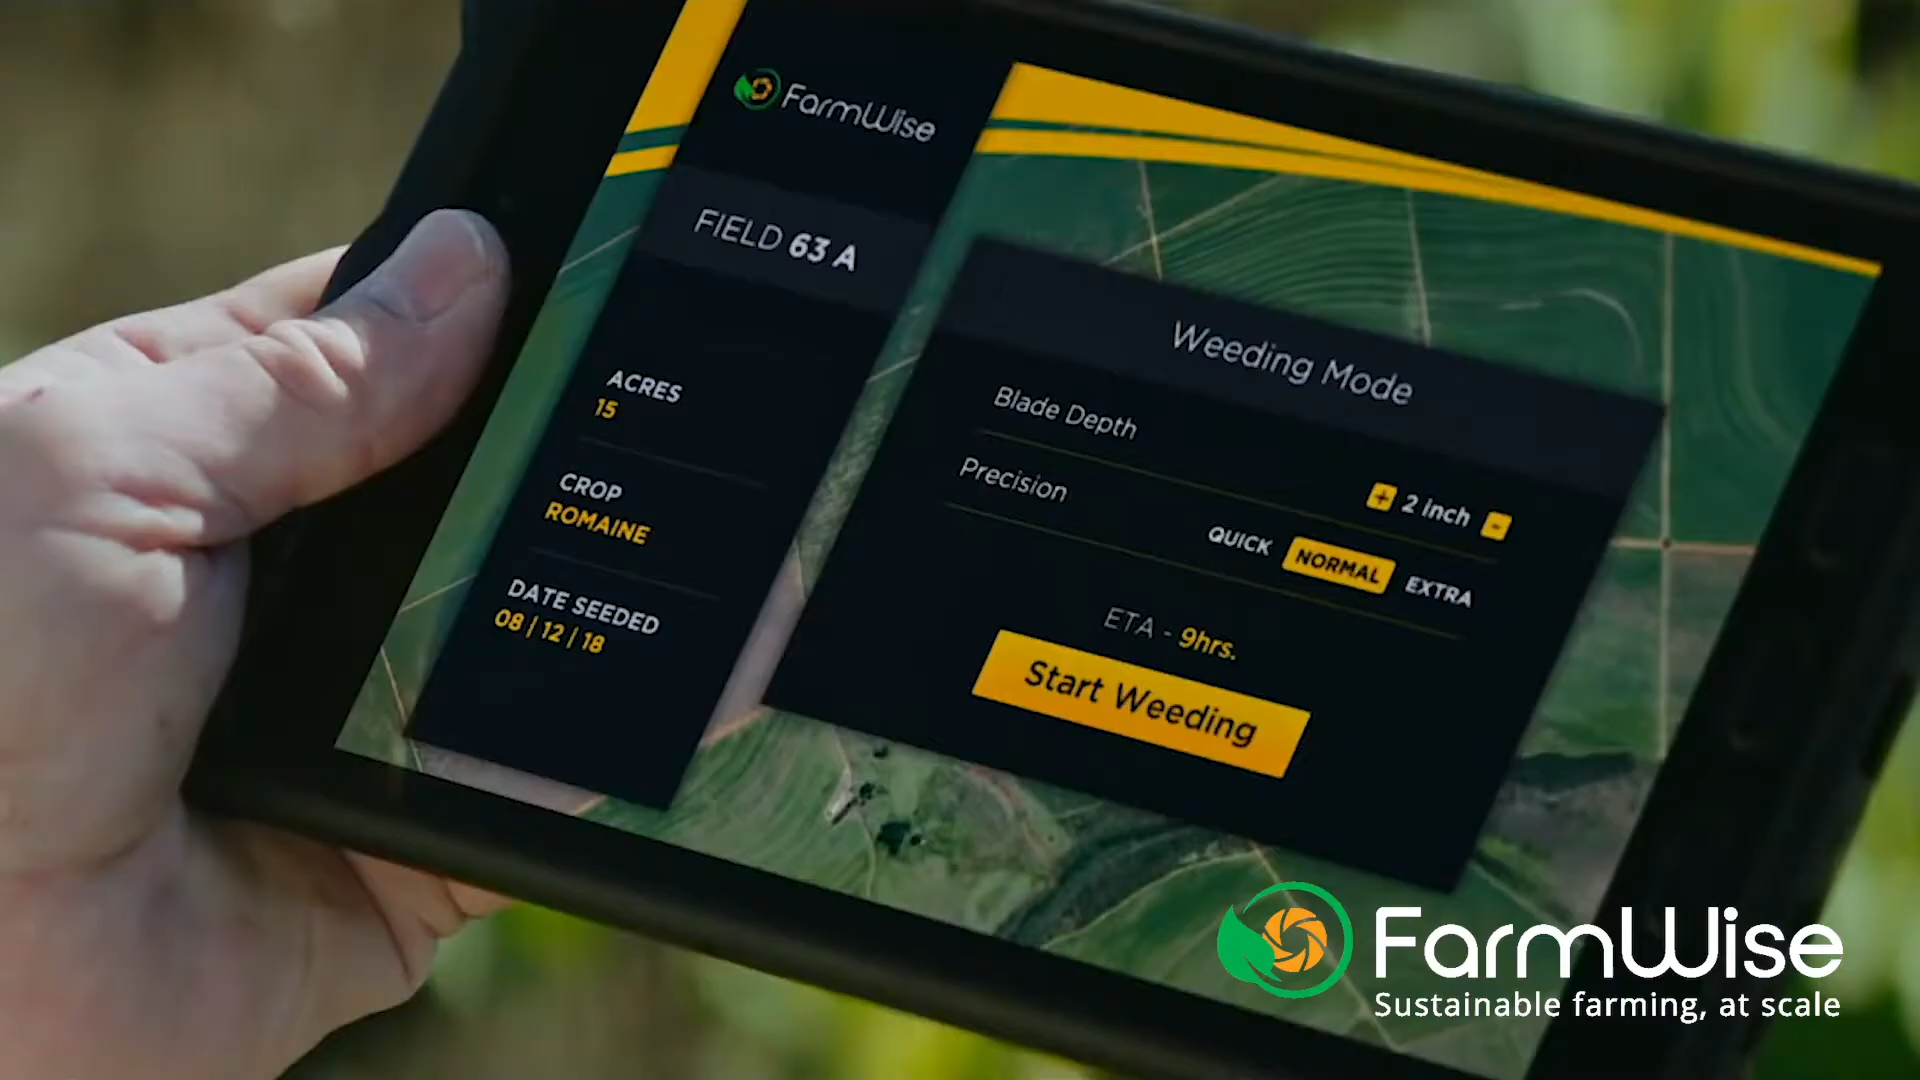 FarmWise
FIELD 63 A
ACRES
15
CROP
ROMAINE
DATE SEEDED
08 | 12 | 18
Weeding Mode
Blade Depth
+ 2 inch -
Precision
QUICK NORMAL EXTRA
ETA - 9hrs.
Start Weeding
FarmWise
Sustainable farming, at scale